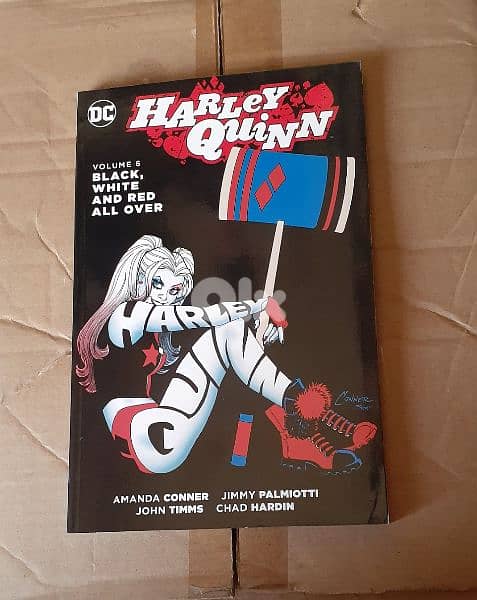 DC
HARLEY
QUINN
VOLUME 5
BLACK,
WHITE
AND RED
ALL OVER
HARLEY
QUINN
CONNER
AMANDA CONNER JIMMY PALMIOTTI
JOHN TIMMS CHAD HARDIN